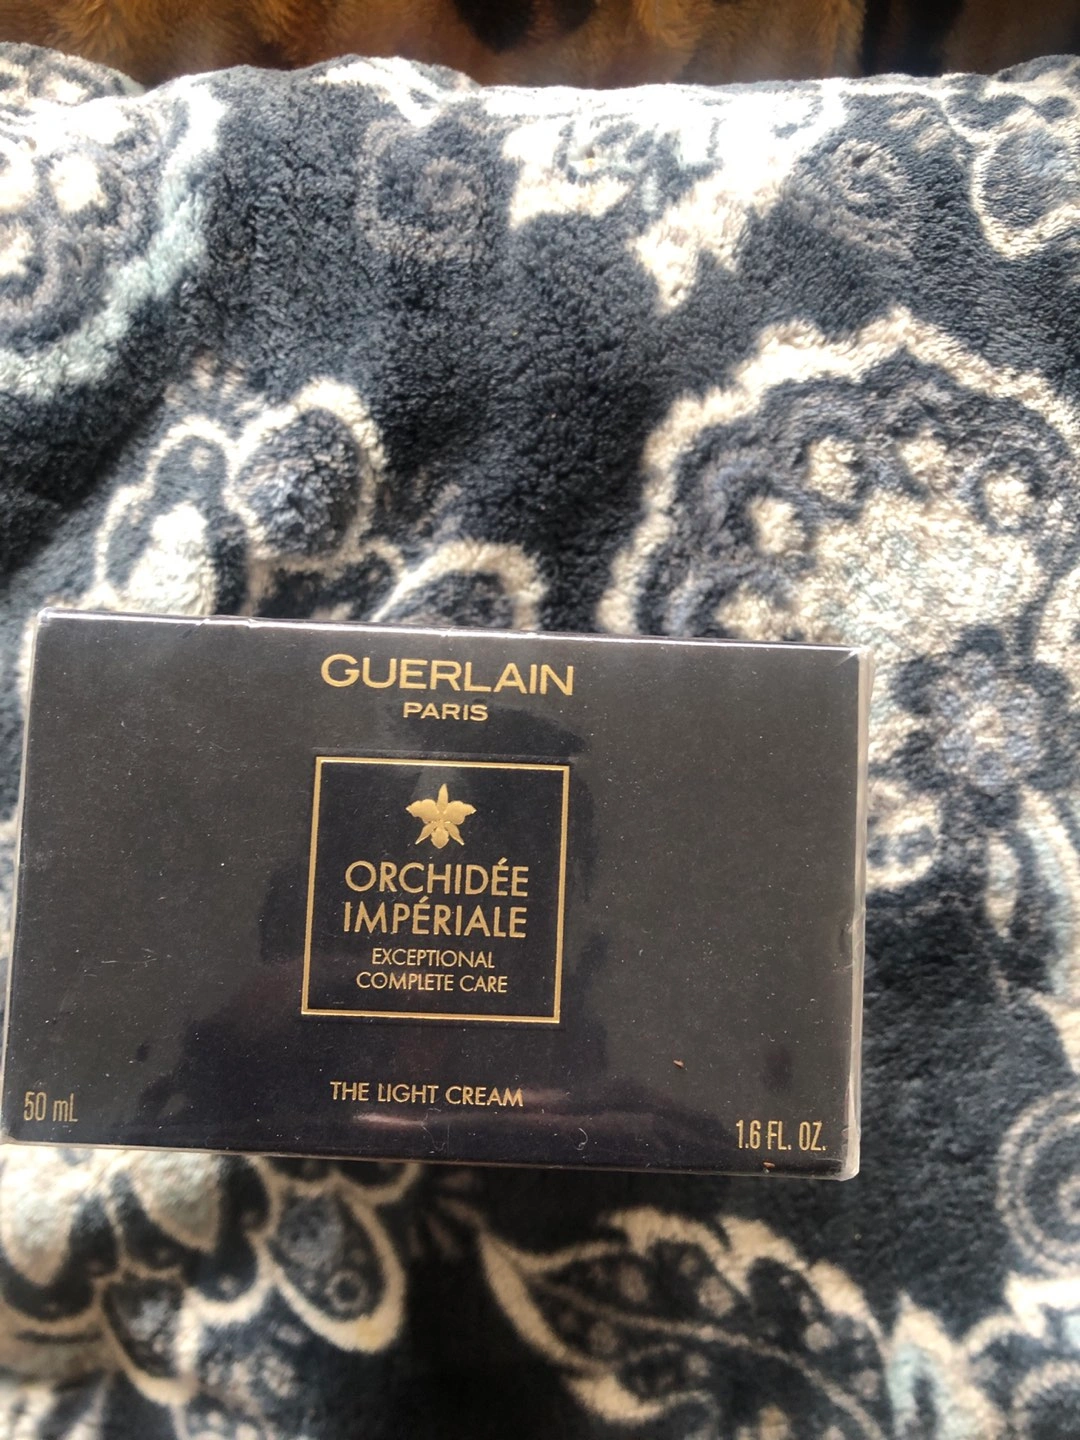 GUERLAIN
PARIS
ORCHIDÉE
IMPÉRIALE
EXCEPTIONAL
COMPLETE CARE
THE LIGHT CREAM
50 mL
1.6 FL. OZ.